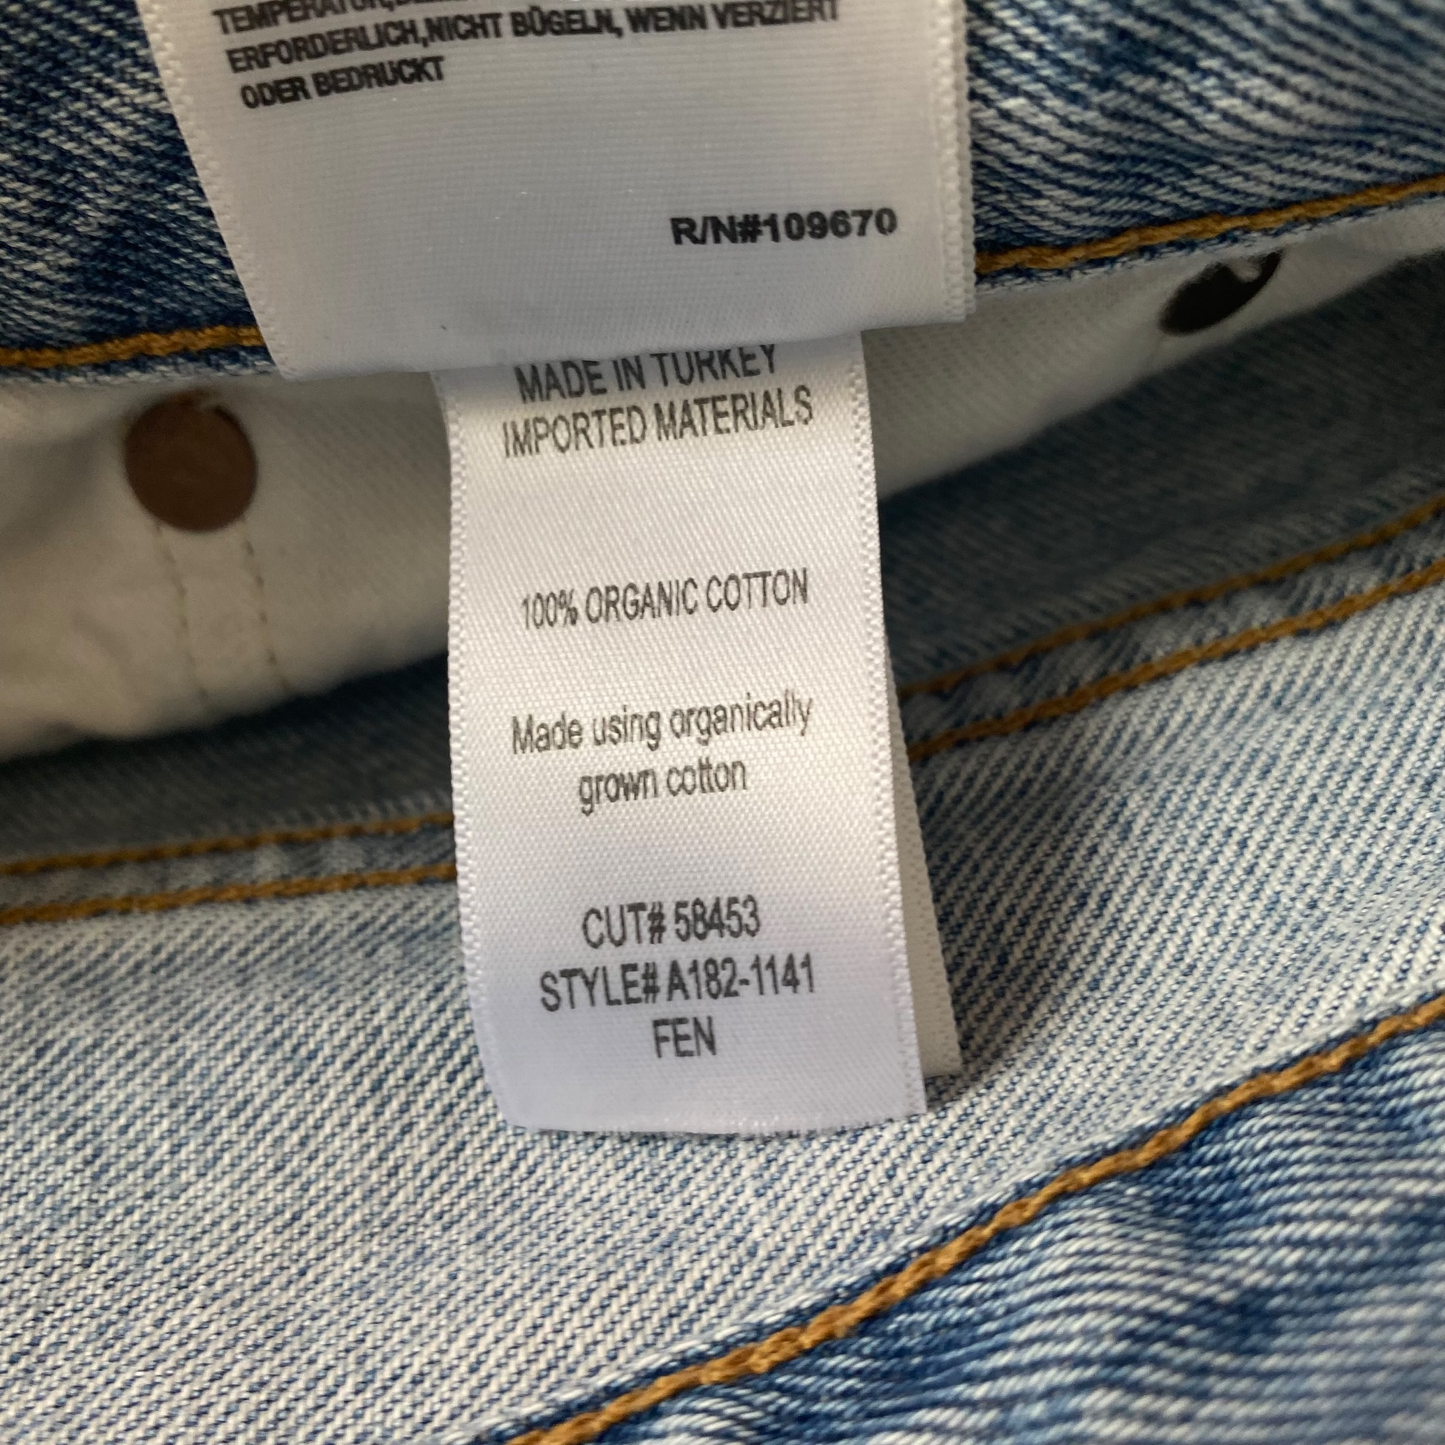 ERFORDERLICH,NICHT BÜGELN, WENN VERZIERT
ODER BEDRUCKT
R/N#109670
MADE IN TURKEY
IMPORTED MATERIALS
100% ORGANIC COTTON
Made using organically
grown cotton
CUT# 58453
STYLE# A182-1141
FEN